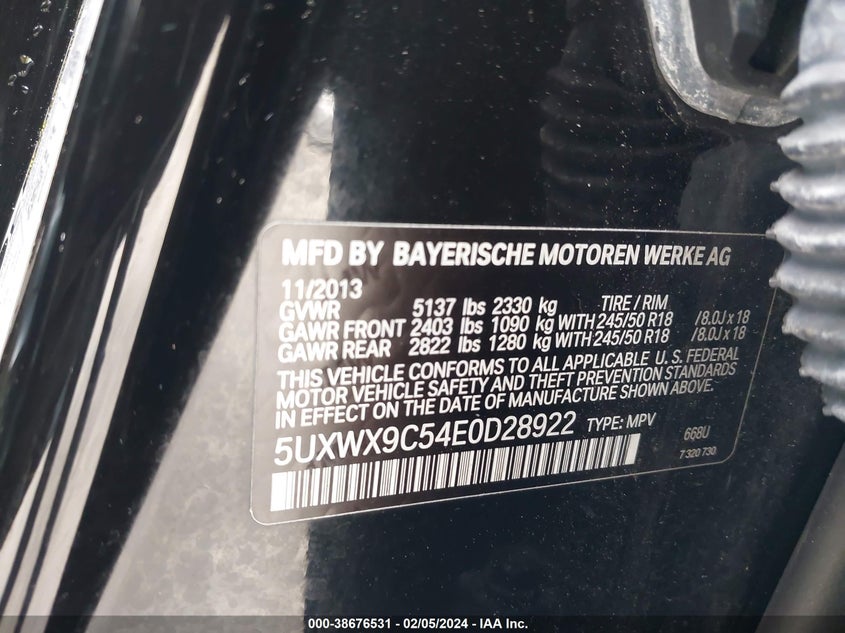 MFD BY BAYERISCHE MOTOREN WERKE AG
11/2013 TIRE / RIM
GVWR 5137 lbs 2330 kg
GAWR FRONT 2403 lbs 1090 kg WITH 245/50 R18 /8.0J x 18
GAWR REAR 2822 lbs 1280 kg WITH 245/50 R18 /8.0J x 18
THIS VEHICLE CONFORMS TO ALL APPLICABLE U.S. FEDERAL
MOTOR VEHICLE SAFETY AND THEFT PREVENTION STANDARDS
IN EFFECT ON THE DATE OF MANUFACTURE SHOWN ABOVE.
5UXWX9C54E0D28922 TYPE: MPV 668U
7 320 730
000-38676531 - 02/05/2024 - IAA Inc.